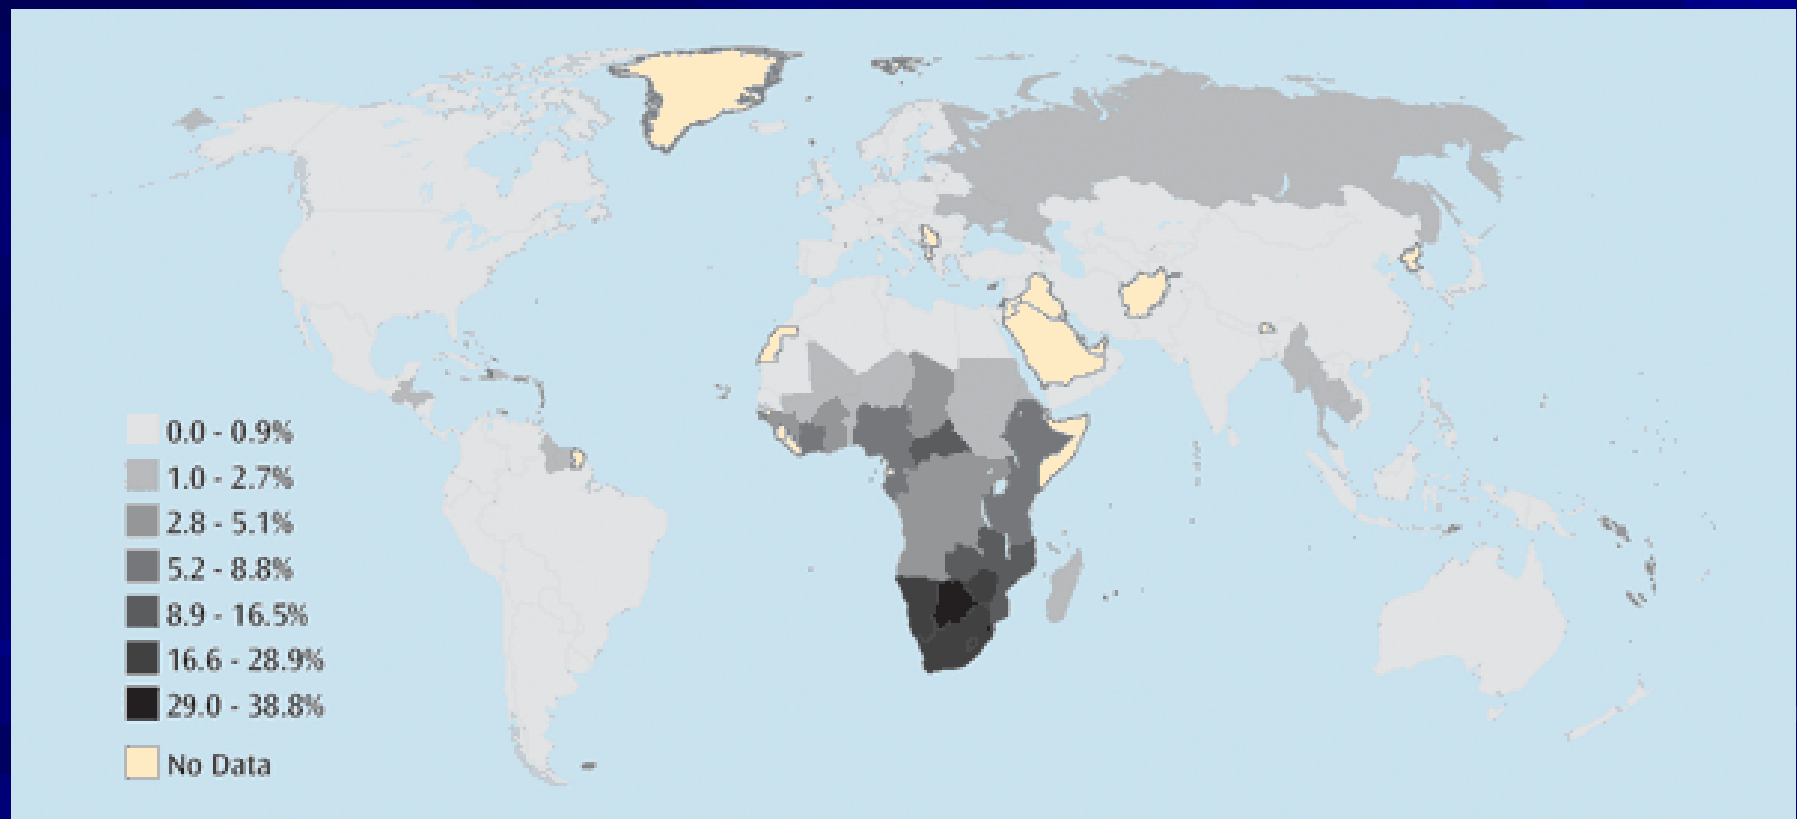 0.0 - 0.9%
1.0 - 2.7%
2.8 - 5.1%
5.2 - 8.8%
8.9 - 16.5%
16.6 - 28.9%
29.0 - 38.8%
No Data